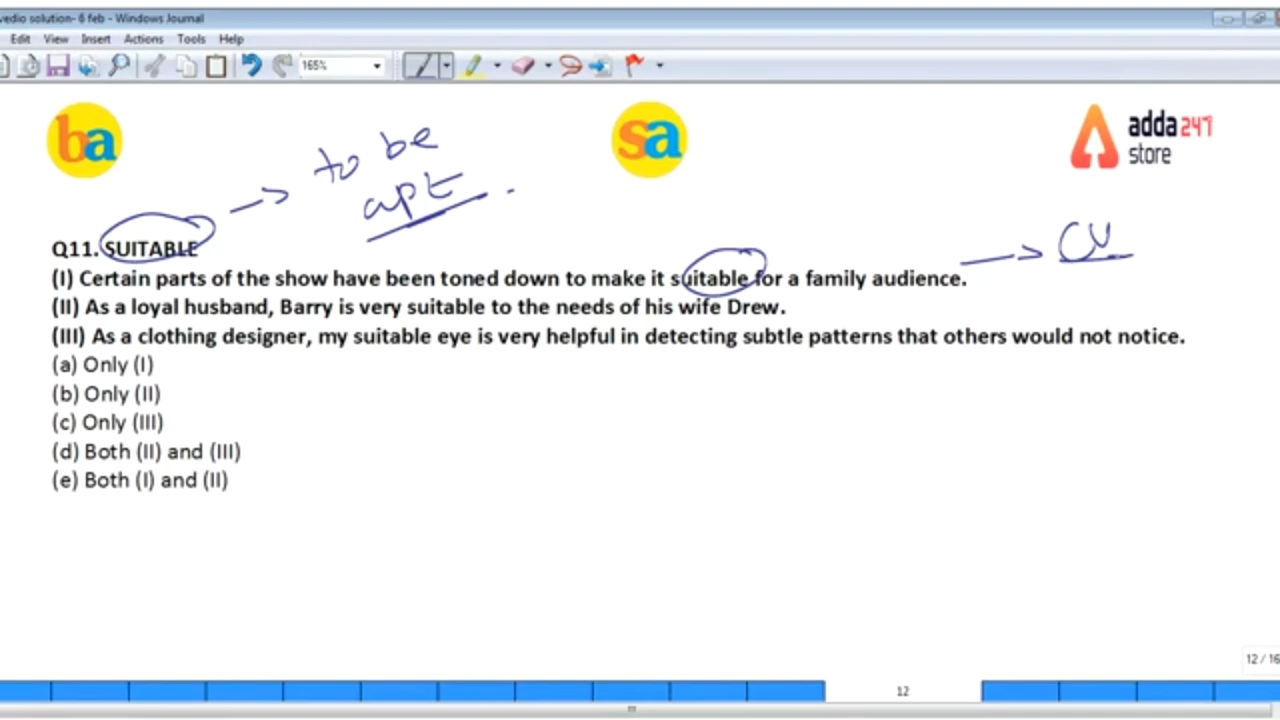 vedio solution- 6 feb - Windows Journal
Edit View Insert Actions Tools Help
165%
ba
sa
adda 247
store
to be
apt
Q11. SUITABLE
(I) Certain parts of the show have been toned down to make it suitable for a family audience.
(II) As a loyal husband, Barry is very suitable to the needs of his wife Drew.
(III) As a clothing designer, my suitable eye is very helpful in detecting subtle patterns that others would not notice.
(a) Only (I)
(b) Only (II)
(c) Only (III)
(d) Both (II) and (III)
(e) Both (I) and (II)
12 / 16
12